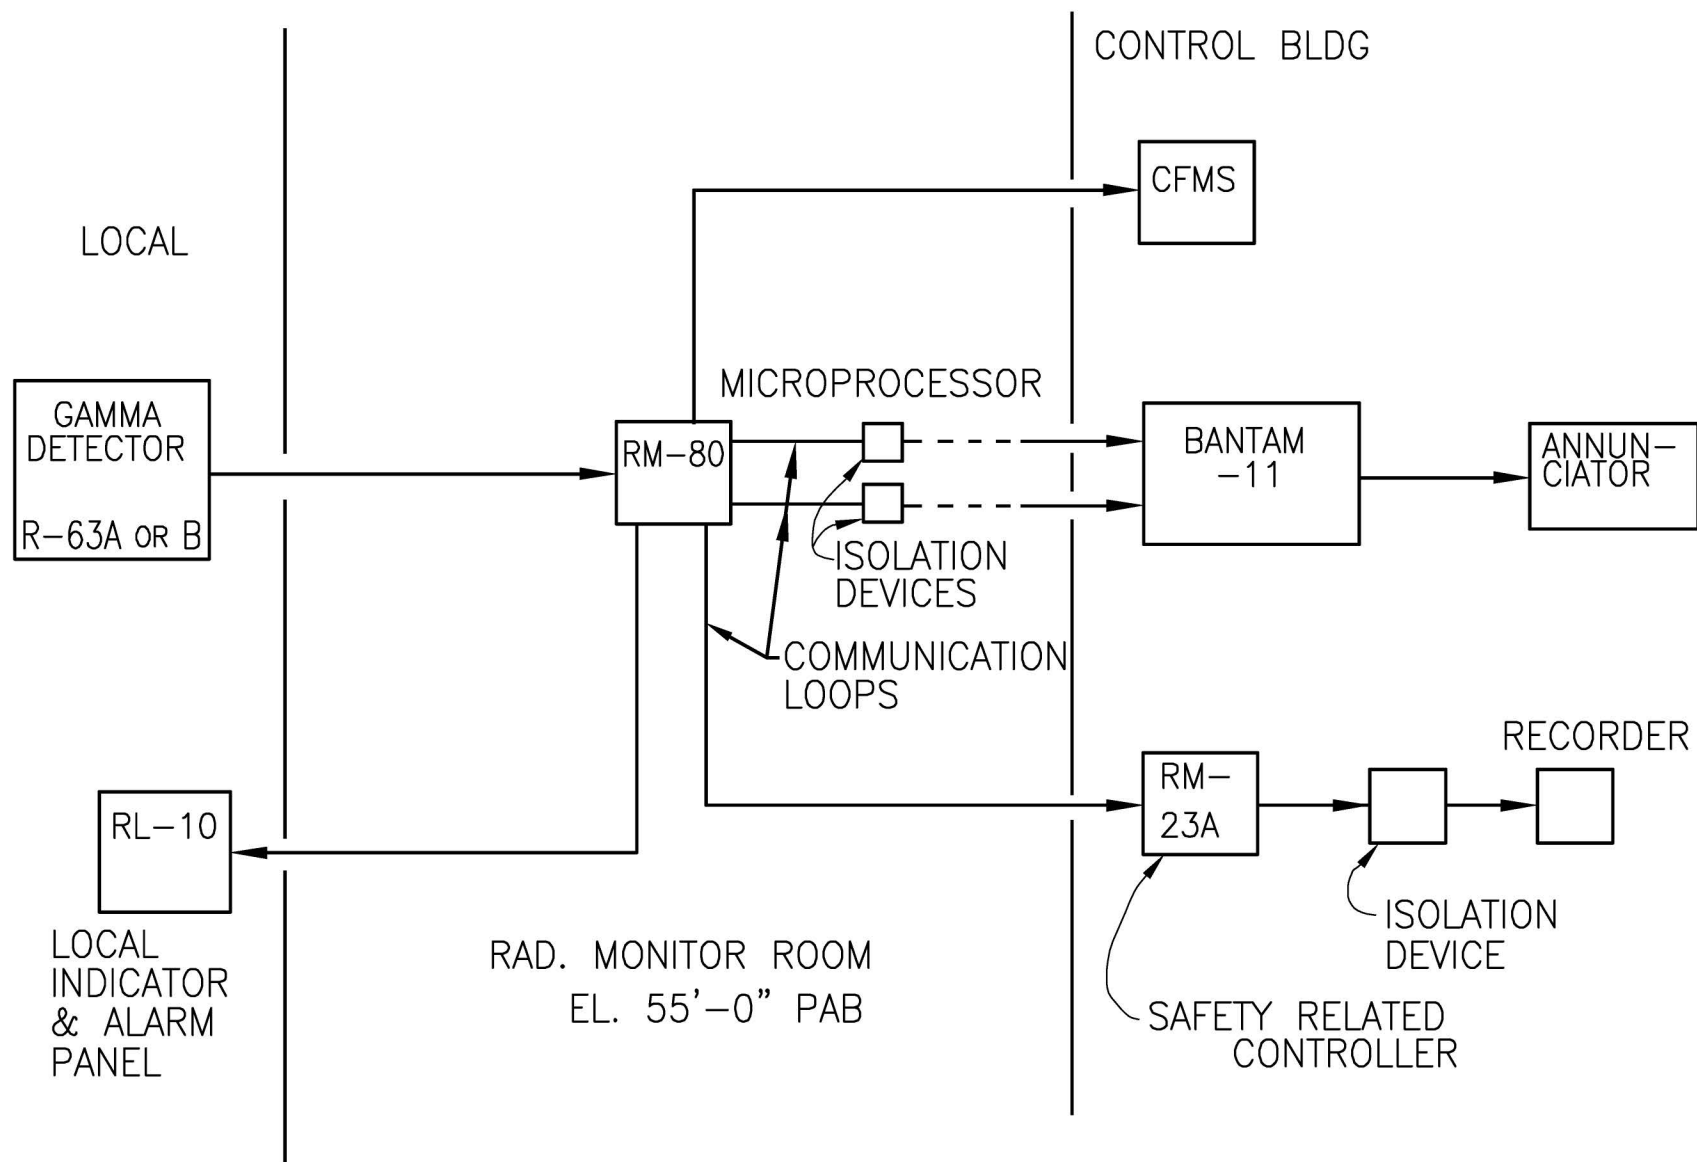 CONTROL BLDG
CFMS
LOCAL
MICROPROCESSOR
GAMMA
DETECTOR
R-63A OR B
RM-80
BANTAM
-11
ANNUN-
CIATOR
ISOLATION
DEVICES
COMMUNICATION
LOOPS
RECORDER
RM-
23A
RL-10
ISOLATION
DEVICE
LOCAL
INDICATOR
& ALARM
PANEL
RAD. MONITOR ROOM
EL. 55'-0" PAB
SAFETY RELATED
CONTROLLER